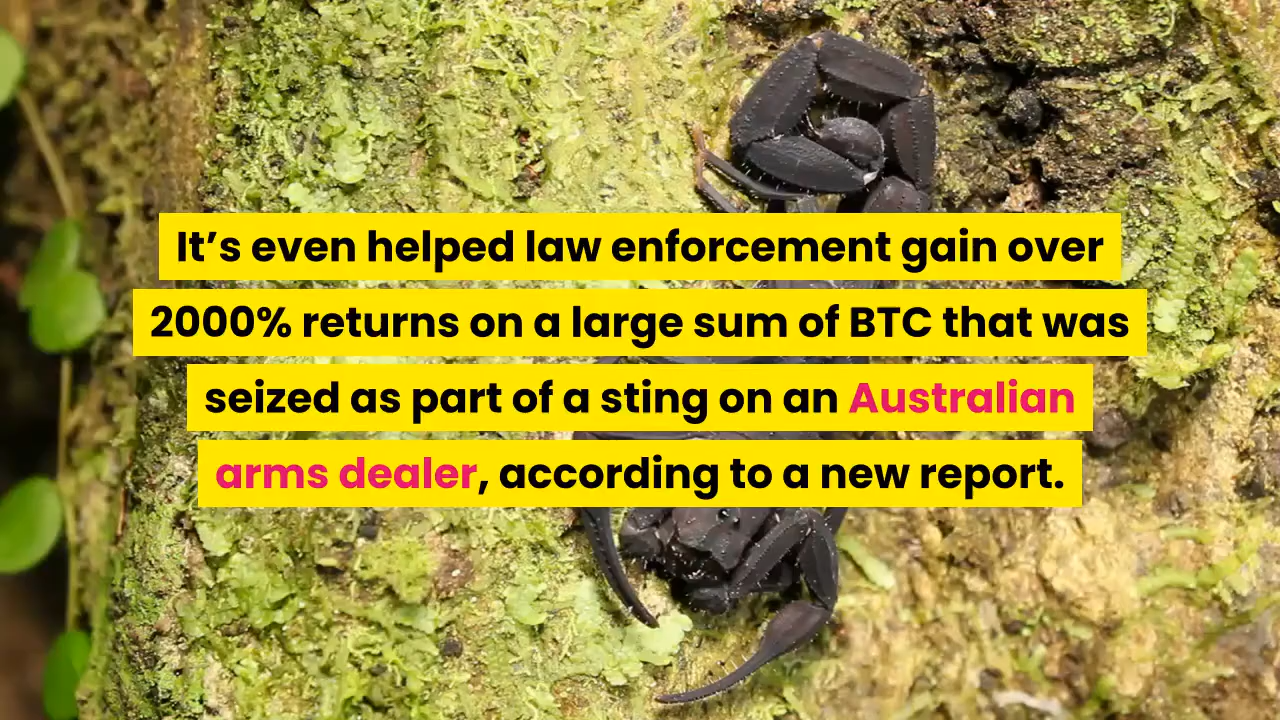 It’s even helped law enforcement gain over
2000% returns on a large sum of BTC that was
seized as part of a sting on an Australian
arms dealer, according to a new report.